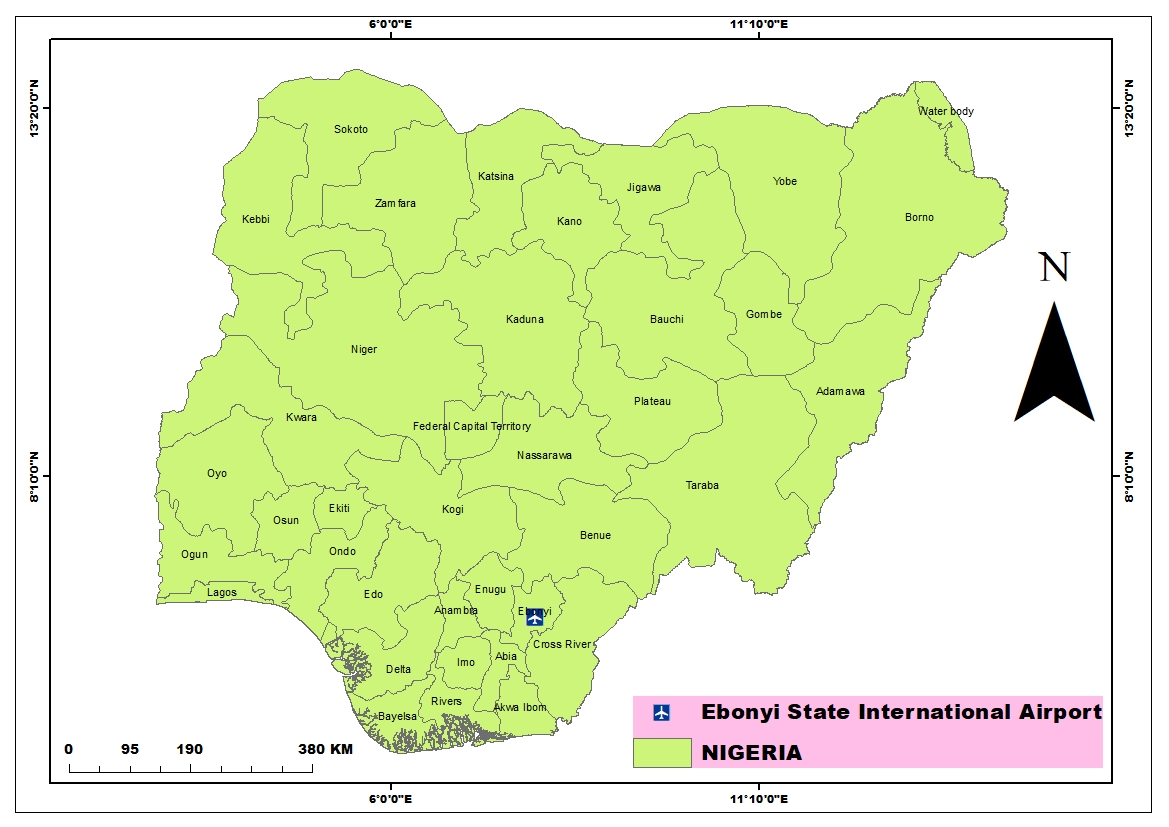 6°0'0"E 11°10'0"E
13°20'0"N 13°20'0"N
Water body
Sokoto
Katsina
Yobe
Jigawa
Zamfara
Borno
Kebbi
Kano
N
Gombe
Kaduna
Bauchi
Niger
Adamawa
Plateau
Kwara
Federal Capital Territory
Nassarawa
8°10'0"N 8°10'0"N
Oyo
Taraba
Ekiti
Kogi
Osun
Benue
Ondo
Ogun
Enugu
Lagos
Edo
Anambra
Ebonyi
Cross River
Abia
Imo
Delta
Rivers
Akwa Ibom
Bayelsa
Ebonyi State International Airport
NIGERIA
0 95 190 380 KM
6°0'0"E 11°10'0"E